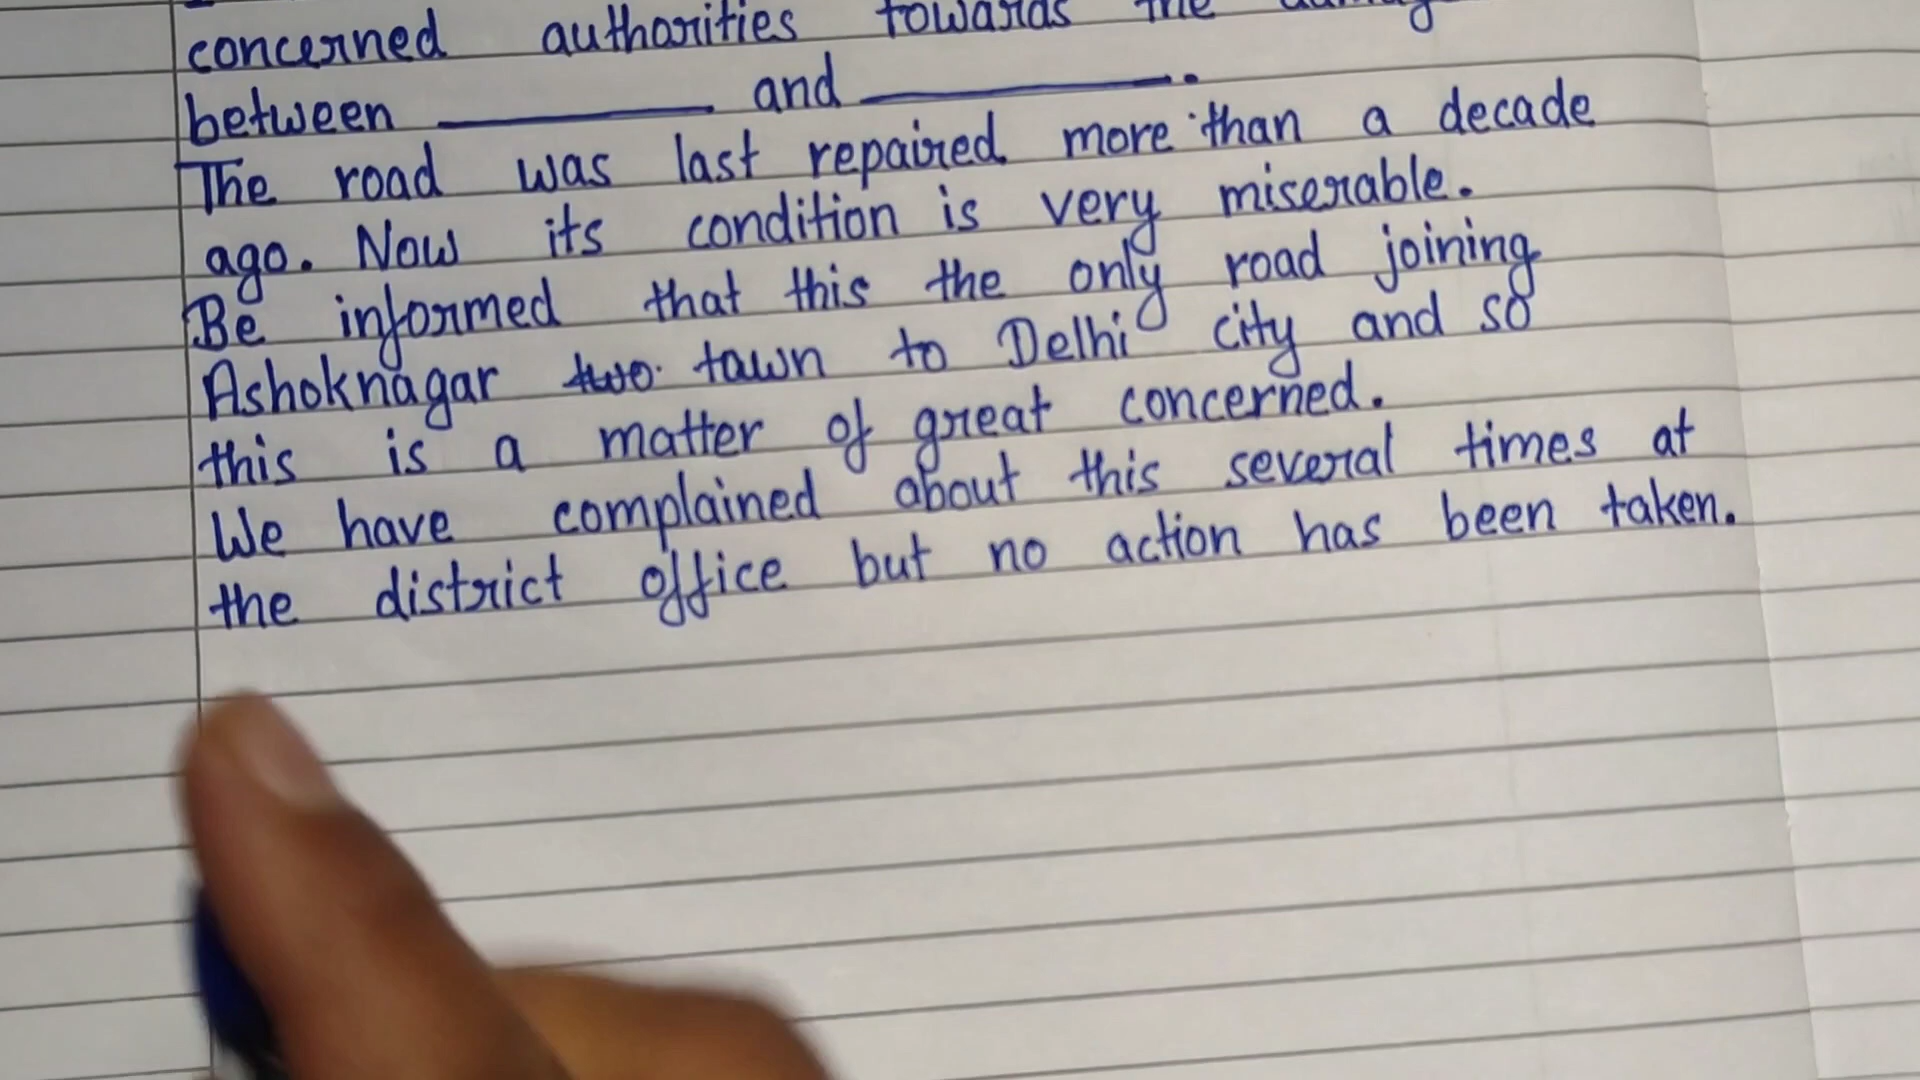 concerned authorities towards the
between ________ and ________.
The road was last repaired more than a decade
ago. Now its condition is very miserable.
Be informed that this the only road joining
Ashoknagar two tawn to Delhi city and so
this is a matter of great concerned.
We have complained about this several times at
the district office but no action has been taken.